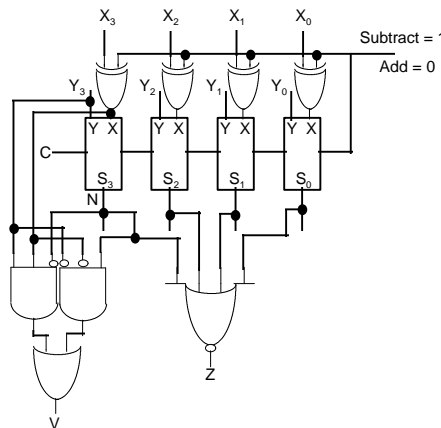 X3 X2 X1 X0
Subtract = 1
Add = 0
Y3 Y2 Y1 Y0
Y X Y X Y X Y X
C
S3 S2 S1 S0
N
Z
V